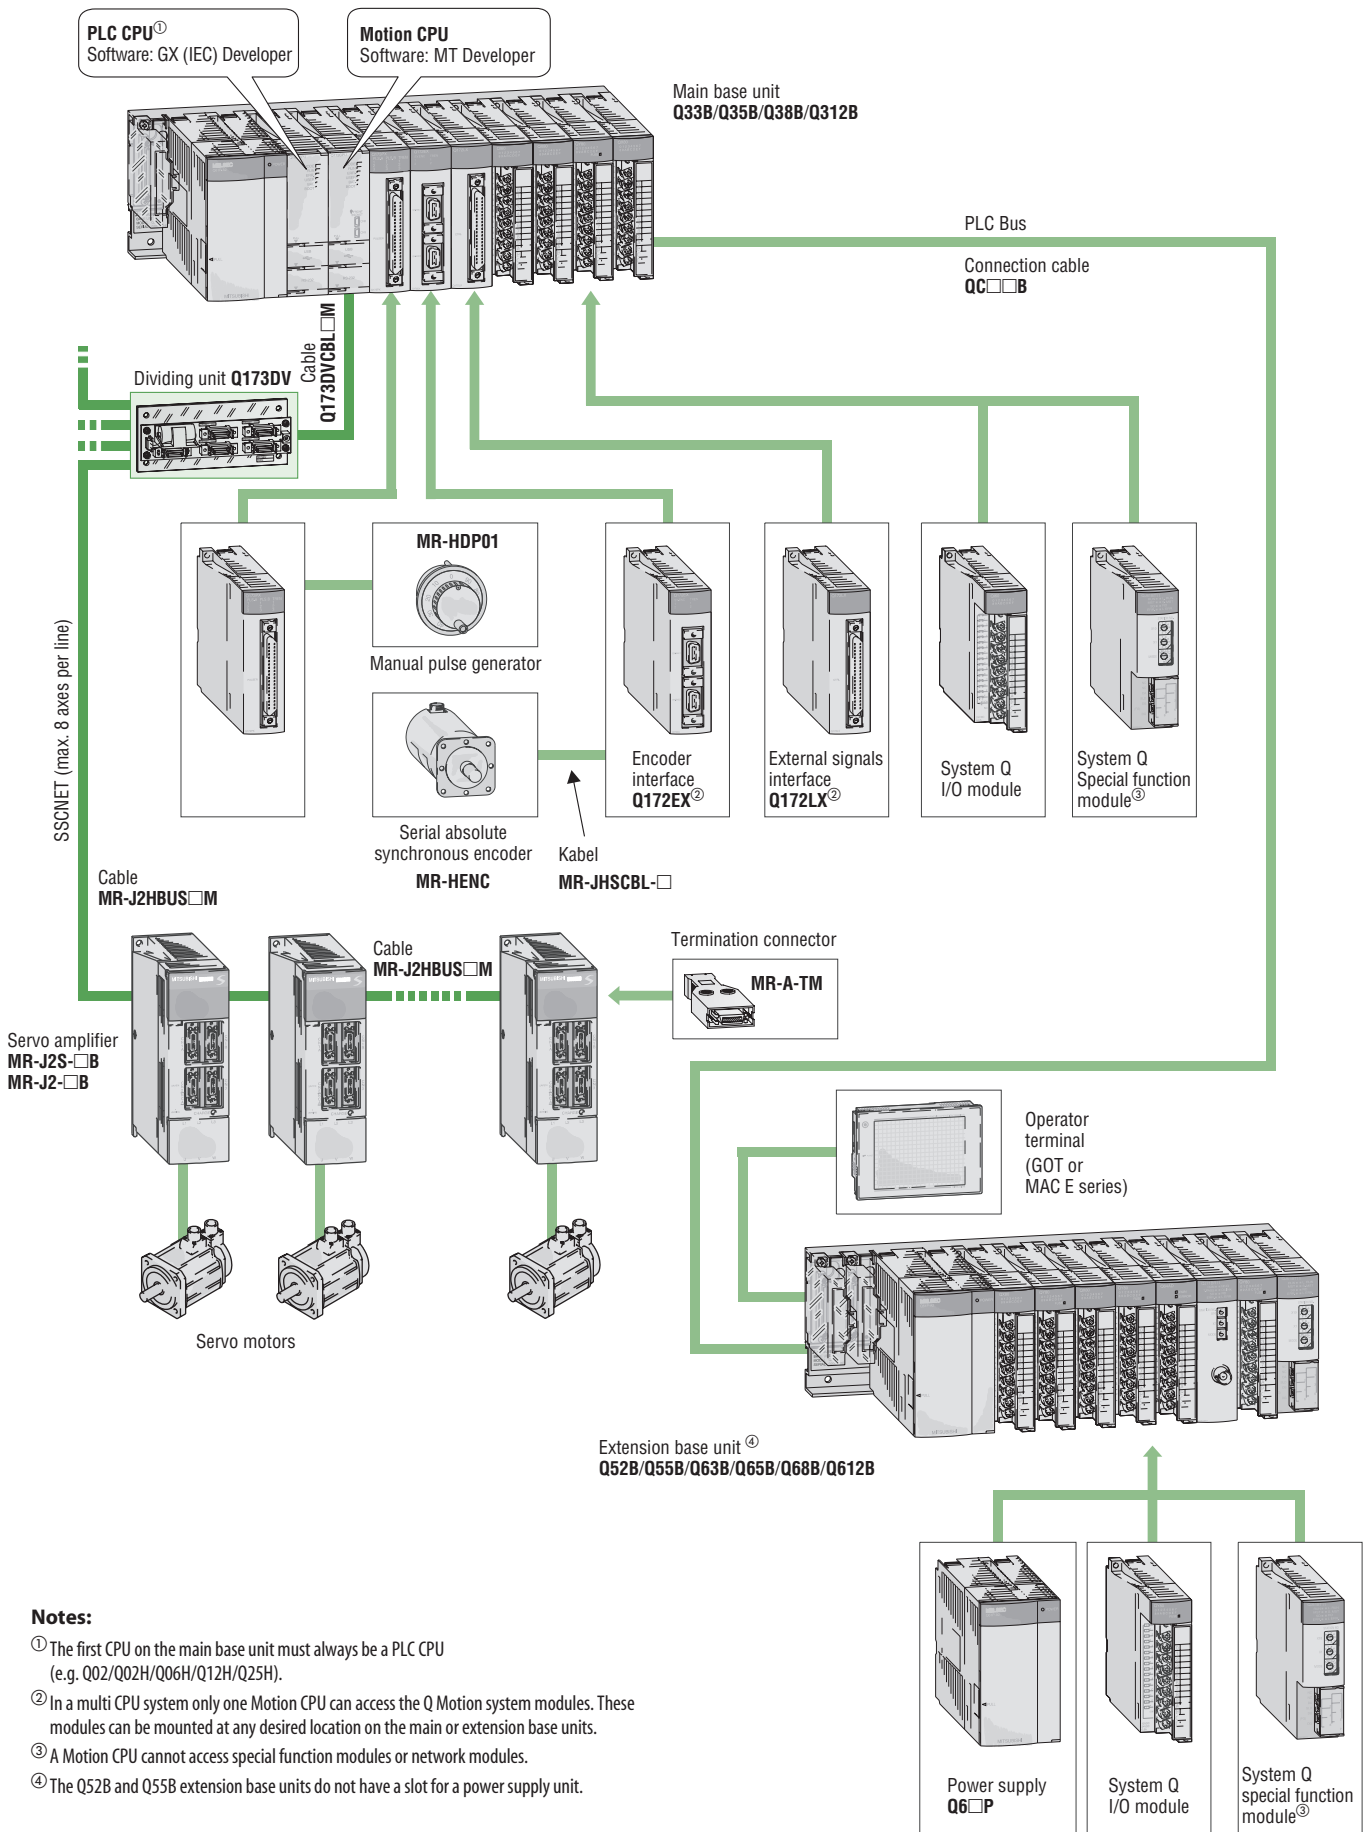 PLC CPU①
Software: GX (IEC) Developer
Motion CPU
Software: MT Developer
Main base unit
Q33B/Q35B/Q38B/Q312B
PLC Bus
Connection cable
QC□□B
Cable
Q173DVCBL□M
Dividing unit Q173DV
SSCNET (max. 8 axes per line)
MR-HDP01
Manual pulse generator
Serial absolute
synchronous encoder
MR-HENC
Kabel
MR-JHSCBL-□
Encoder
interface
Q172EX②
External signals
interface
Q172LX②
System Q
I/O module
System Q
Special function
module③
Cable
MR-J2HBUS□M
Cable
MR-J2HBUS□M
Termination connector
MR-A-TM
Servo amplifier
MR-J2S-□B
MR-J2-□B
Servo motors
Operator
terminal
(GOT or
MAC E series)
Extension base unit ④
Q52B/Q55B/Q63B/Q65B/Q68B/Q612B
Power supply
Q6□P
System Q
I/O module
System Q
special function
module③
Notes:
① The first CPU on the main base unit must always be a PLC CPU
(e.g. Q02/Q02H/Q06H/Q12H/Q25H).
② In a multi CPU system only one Motion CPU can access the Q Motion system modules. These
modules can be mounted at any desired location on the main or extension base units.
③ A Motion CPU cannot access special function modules or network modules.
④ The Q52B and Q55B extension base units do not have a slot for a power supply unit.